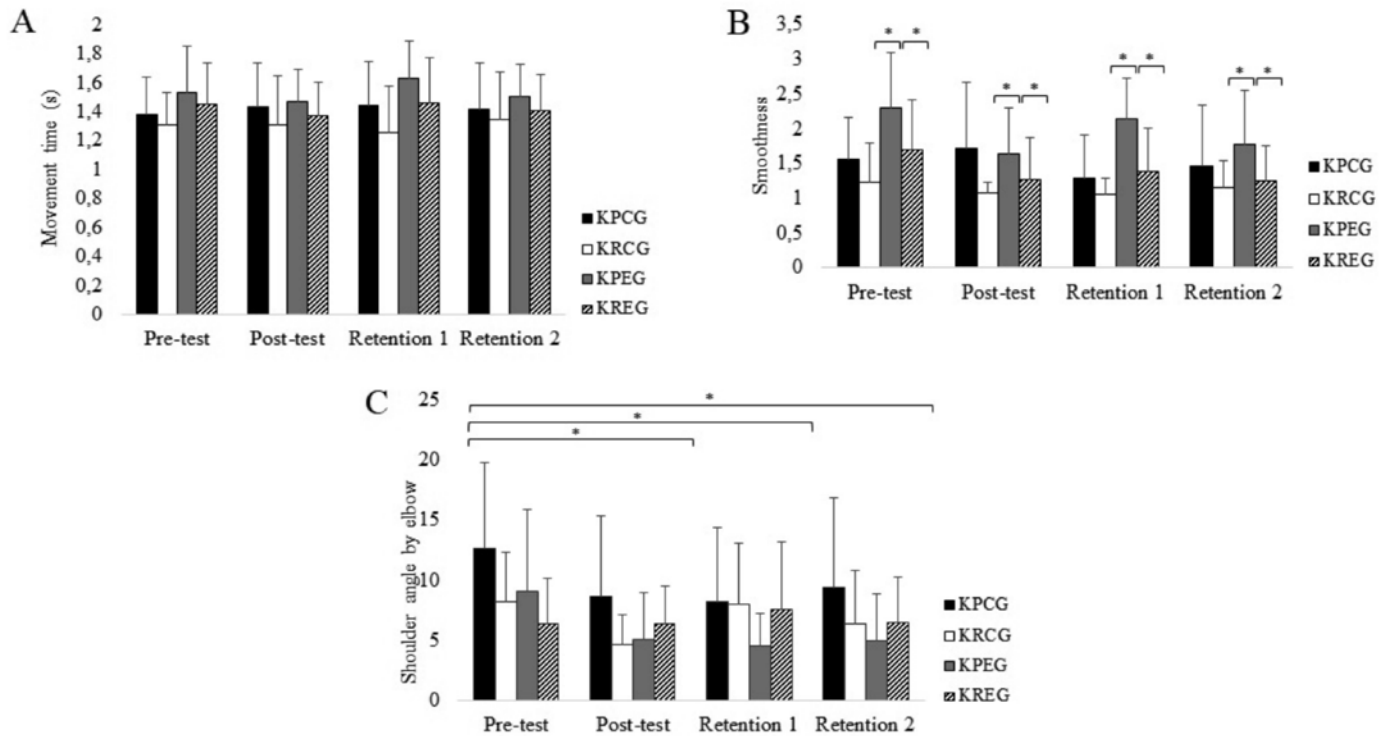 A
Movement time (s)
2
1,8
1,6
1,4
1,2
1
0,8
0,6
0,4
0,2
0
Pre-test Post-test Retention 1 Retention 2
KPCG
KRCG
KPEG
KREG
B
Smoothness
3,5
3
2,5
2
1,5
1
0,5
0
* *
* *
* *
* *
Pre-test Post-test Retention 1 Retention 2
KPCG
KRCG
KPEG
KREG
C
Shoulder angle by elbow
25
20
15
10
5
0
*
*
*
Pre-test Post-test Retention 1 Retention 2
KPCG
KRCG
KPEG
KREG